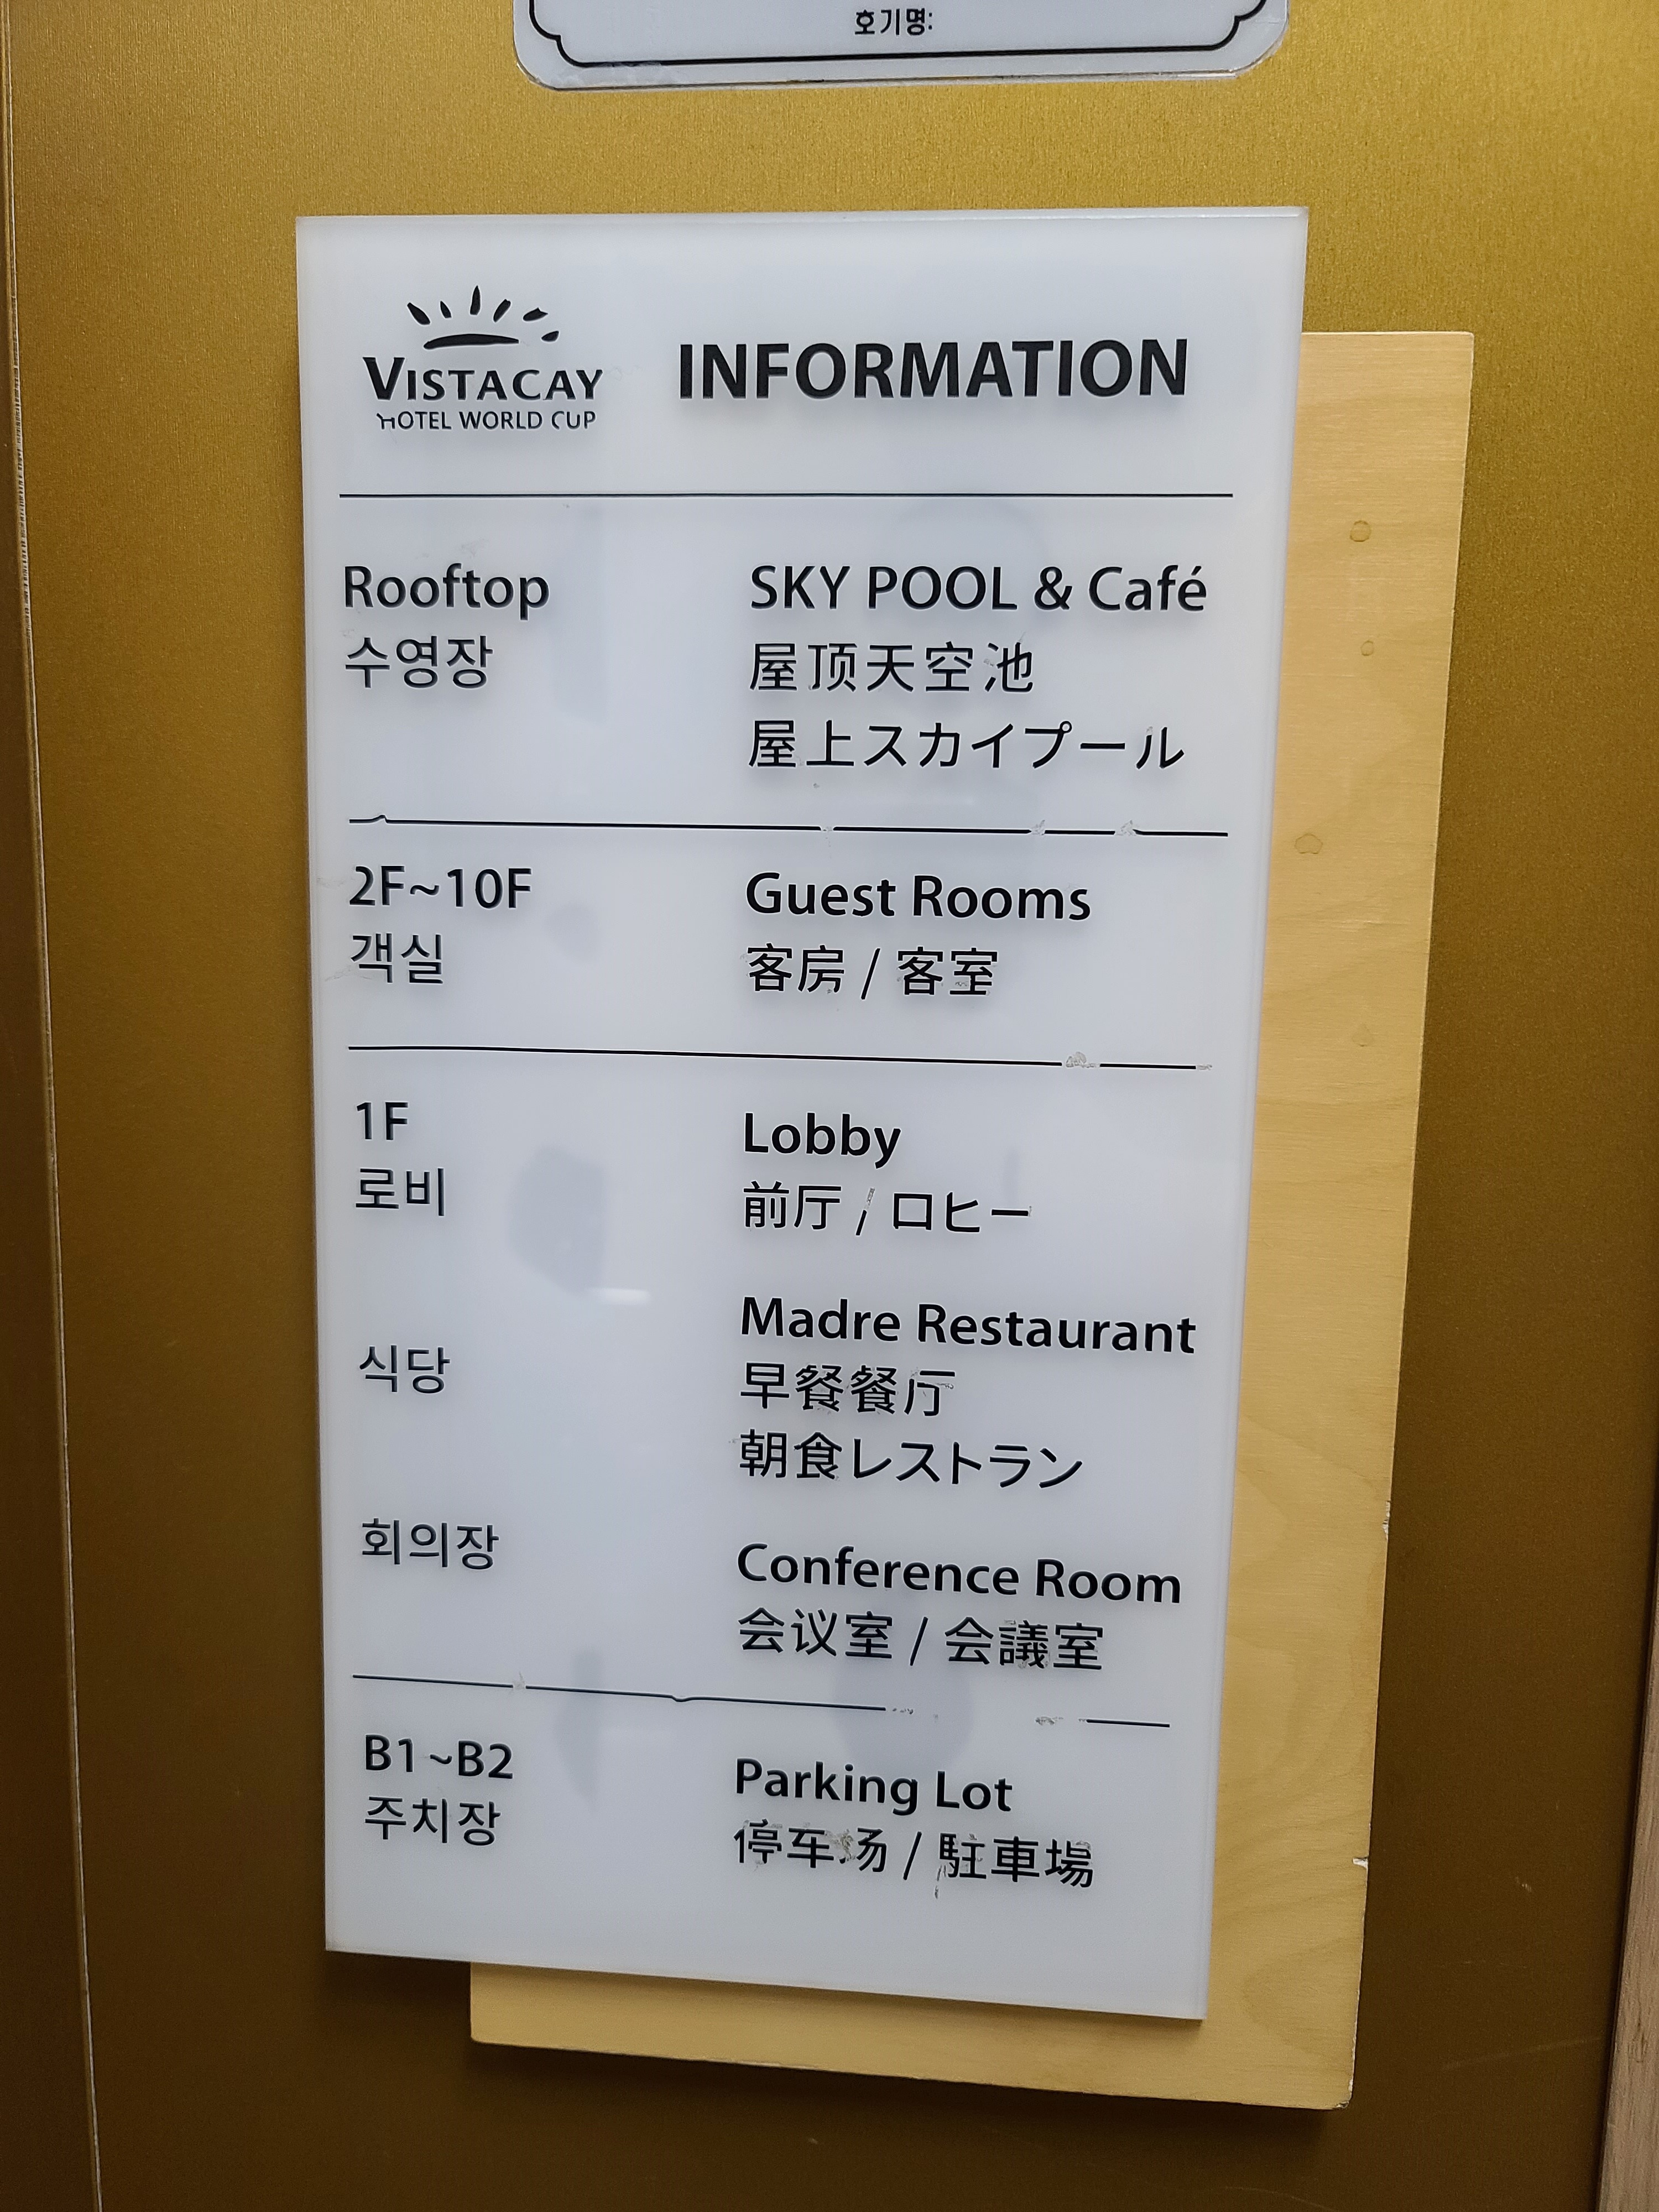 호기명:
VISTACAY
HOTEL WORLD CUP
INFORMATION
Rooftop
수영장
SKY POOL & Café
屋顶天空池
屋上スカイプール
2F~10F
객실
Guest Rooms
客房 / 客室
1F
로비
Lobby
前厅 / ロヒー
식당
Madre Restaurant
早餐餐厅
朝食レストラン
회의장
Conference Room
会议室 / 会議室
B1~B2
주치장
Parking Lot
停车场 / 駐車場